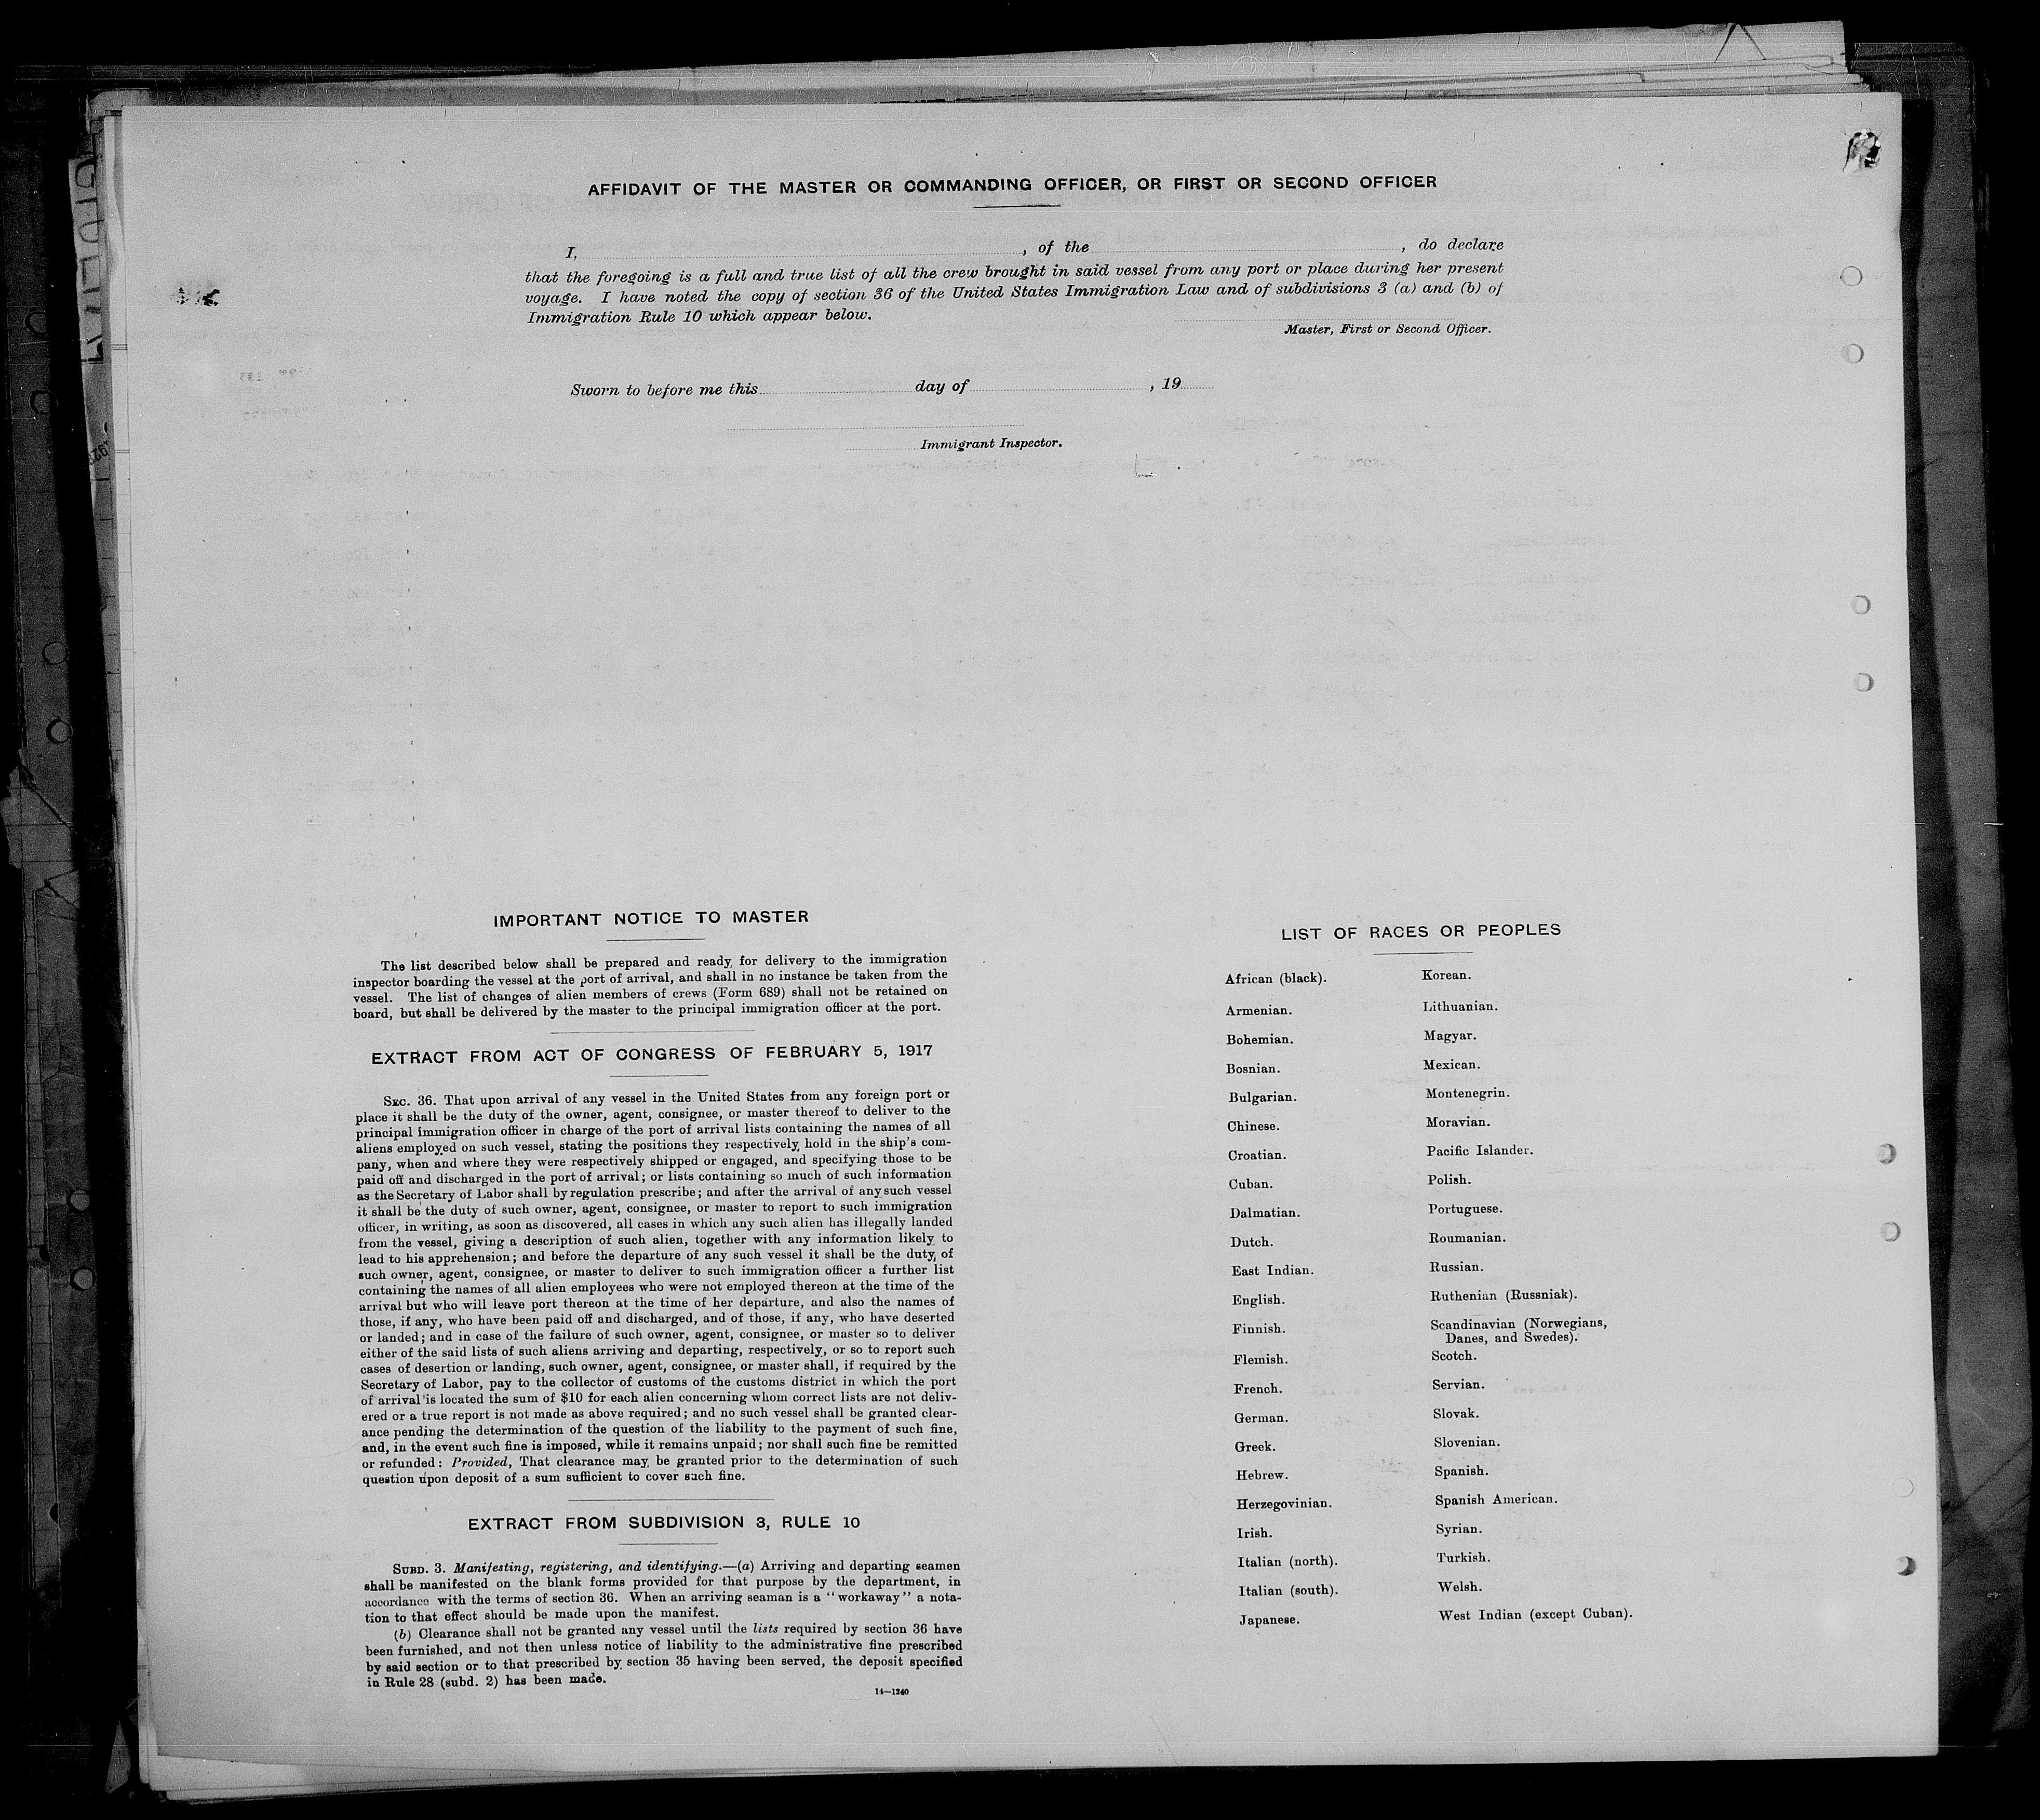 AFFIDAVIT OF THE MASTER OR COMMANDING OFFICER, OR FIRST OR SECOND OFFICER
I, , of the , do declare
that the foregoing is a full and true list of all the crew brought in said vessel from any port or place during her present
voyage. I have noted the copy of section 36 of the United States Immigration Law and of subdivisions 3 (a) and (b) of
Immigration Rule 10 which appear below.
Master, First or Second Officer.
Sworn to before me this day of , 19
Immigrant Inspector.
IMPORTANT NOTICE TO MASTER
The list described below shall be prepared and ready for delivery to the immigration
inspector boarding the vessel at the port of arrival, and shall in no instance be taken from the
vessel. The list of changes of alien members of crews (Form 689) shall not be retained on
board, but shall be delivered by the master to the principal immigration officer at the port.
EXTRACT FROM ACT OF CONGRESS OF FEBRUARY 5, 1917
SEC. 36. That upon arrival of any vessel in the United States from any foreign port or
place it shall be the duty of the owner, agent, consignee, or master thereof to deliver to the
principal immigration officer in charge of the port of arrival lists containing the names of all
aliens employed on such vessel, stating the positions they respectively hold in the ship's com-
pany, when and where they were respectively shipped or engaged, and specifying those to be
paid off and discharged in the port of arrival; or lists containing so much of such information
as the Secretary of Labor shall by regulation prescribe; and after the arrival of any such vessel
it shall be the duty of such owner, agent, consignee, or master to report to such immigration
officer, in writing, as soon as discovered, all cases in which any such alien has illegally landed
from the vessel, giving a description of such alien, together with any information likely to
lead to his apprehension; and before the departure of any such vessel it shall be the duty of
such owner, agent, consignee, or master to deliver to such immigration officer a further list
containing the names of all alien employees who were not employed thereon at the time of the
arrival but who will leave port thereon at the time of her departure, and also the names of
those, if any, who have been paid off and discharged, and of those, if any, who have deserted
or landed; and in case of the failure of such owner, agent, consignee, or master so to deliver
either of the said lists of such aliens arriving and departing, respectively, or so to report such
cases of desertion or landing, such owner, agent, consignee, or master shall, if required by the
Secretary of Labor, pay to the collector of customs of the customs district in which the port
of arrival is located the sum of $10 for each alien concerning whom correct lists are not deliv-
ered or a true report is not made as above required; and no such vessel shall be granted clear-
ance pending the determination of the question of the liability to the payment of such fine,
and, in the event such fine is imposed, while it remains unpaid; nor shall such fine be remitted
or refunded: Provided, That clearance may be granted prior to the determination of such
question upon deposit of a sum sufficient to cover such fine.
EXTRACT FROM SUBDIVISION 3, RULE 10
SUBD. 3. Manifesting, registering, and identifying.—(a) Arriving and departing seamen
shall be manifested on the blank forms provided for that purpose by the department, in
accordance with the terms of section 36. When an arriving seaman is a "workaway" a nota-
tion to that effect should be made upon the manifest.
(b) Clearance shall not be granted any vessel until the lists required by section 36 have
been furnished, and not then unless notice of liability to the administrative fine prescribed
by said section or to that prescribed by section 35 having been served, the deposit specified
in Rule 28 (subd. 2) has been made.
14—1240
LIST OF RACES OR PEOPLES
African (black).
Armenian.
Bohemian.
Bosnian.
Bulgarian.
Chinese.
Croatian.
Cuban.
Dalmatian.
Dutch.
East Indian.
English.
Finnish.
Flemish.
French.
German.
Greek.
Hebrew.
Herzegovinian.
Irish.
Italian (north).
Italian (south).
Japanese.
Korean.
Lithuanian.
Magyar.
Mexican.
Montenegrin.
Moravian.
Pacific Islander.
Polish.
Portuguese.
Roumanian.
Russian.
Ruthenian (Russniak).
Scandinavian (Norwegians,
Danes, and Swedes).
Scotch.
Servian.
Slovak.
Slovenian.
Spanish.
Spanish American.
Syrian.
Turkish.
Welsh.
West Indian (except Cuban).